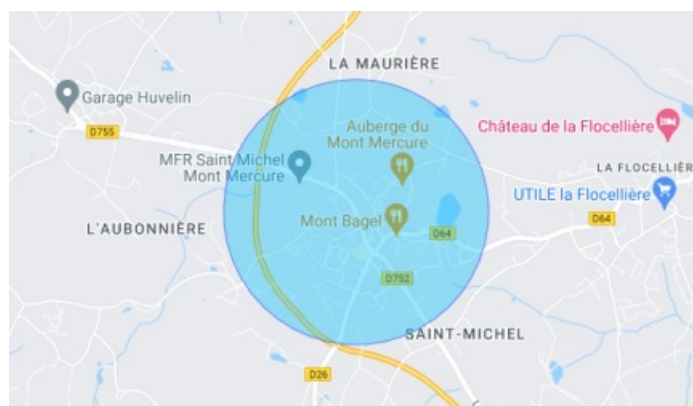 LA MAURIÈRE
Garage Huvelin
D755
Auberge du
Mont Mercure
Château de la Flocellière
MFR Saint Michel
Mont Mercure
LA FLOCELLIÈR
UTILE la Flocellière
L'AUBONNIÈRE
Mont Bagel
D64
D64
D752
SAINT-MICHEL
D26